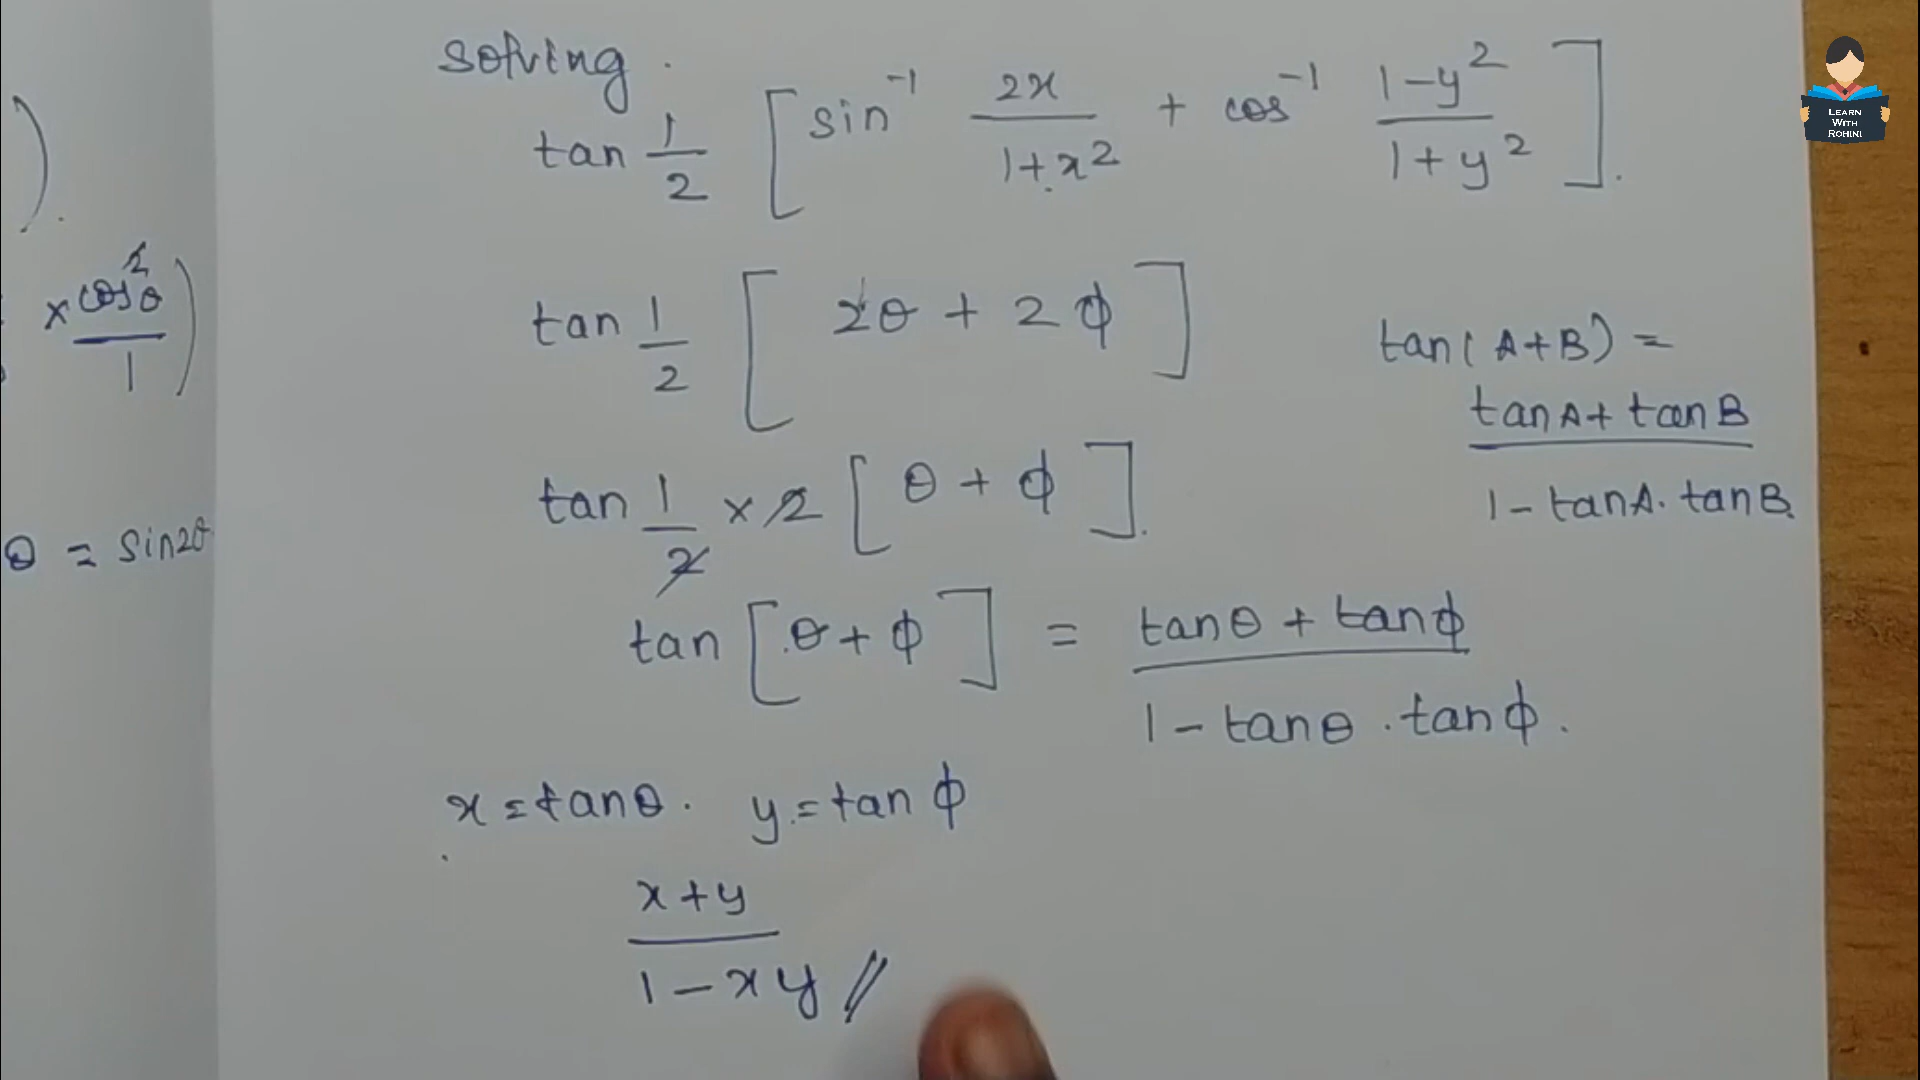 solving.
tan 1/2 [sin⁻¹ 2x/1+x² + cos⁻¹ 1-y²/1+y²].
tan 1/2 [2θ + 2ϕ]
tan 1/2 × 2 [θ + ϕ].
tan [θ + ϕ] = tanθ + tanϕ / 1 - tanθ . tanϕ.
x = tanθ. y = tan ϕ
x+y / 1-xy //
tan(A+B) =
tanA + tanB / 1 - tanA. tanB.
)
× cos²θ / 1 )
θ = sin2θ
LEARN
WITH
ROHINI